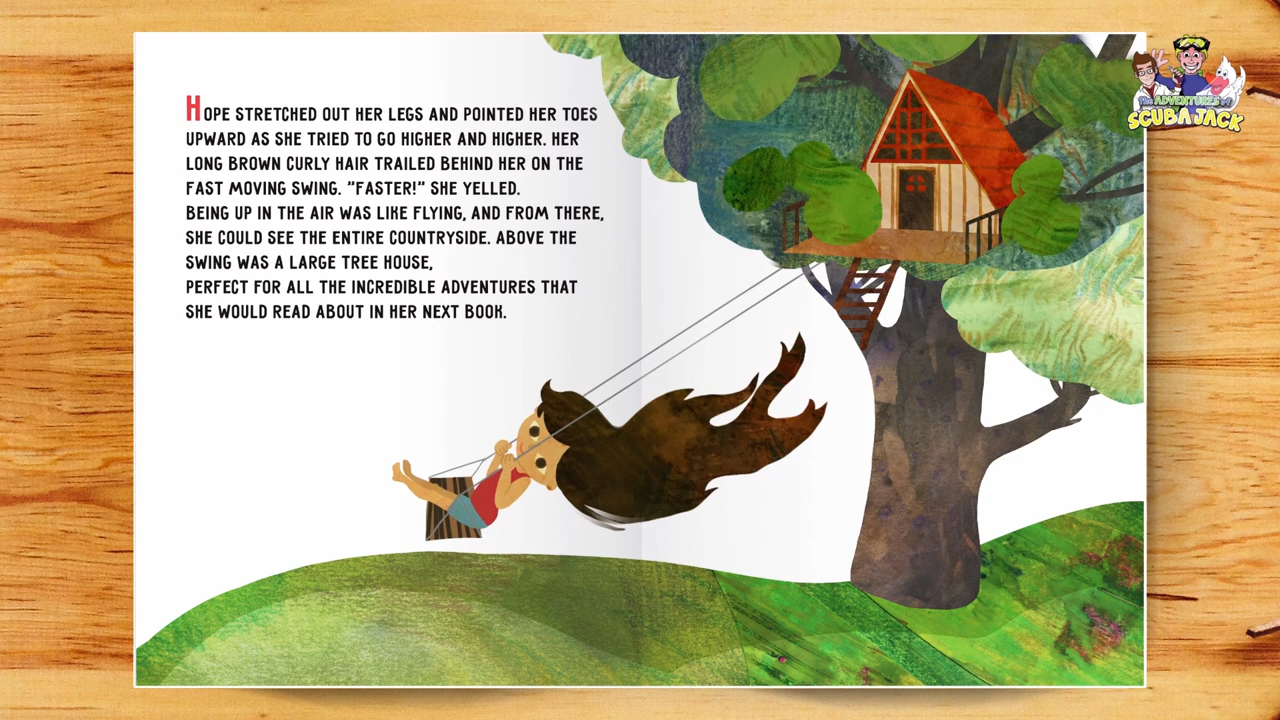 HOPE STRETCHED OUT HER LEGS AND POINTED HER TOES
UPWARD AS SHE TRIED TO GO HIGHER AND HIGHER. HER
LONG BROWN CURLY HAIR TRAILED BEHIND HER ON THE
FAST MOVING SWING. "FASTER!" SHE YELLED.
BEING UP IN THE AIR WAS LIKE FLYING, AND FROM THERE,
SHE COULD SEE THE ENTIRE COUNTRYSIDE. ABOVE THE
SWING WAS A LARGE TREE HOUSE,
PERFECT FOR ALL THE INCREDIBLE ADVENTURES THAT
SHE WOULD READ ABOUT IN HER NEXT BOOK.
THE ADVENTURES OF
SCUBA JACK